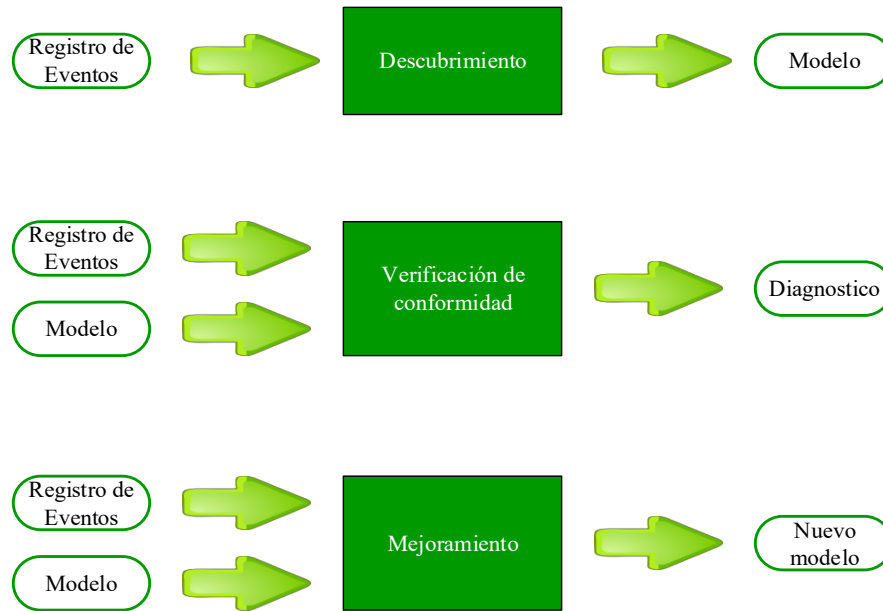 Registro de
Eventos
Descubrimiento
Modelo
Registro de
Eventos
Modelo
Verificación de
conformidad
Diagnostico
Registro de
Eventos
Modelo
Mejoramiento
Nuevo
modelo